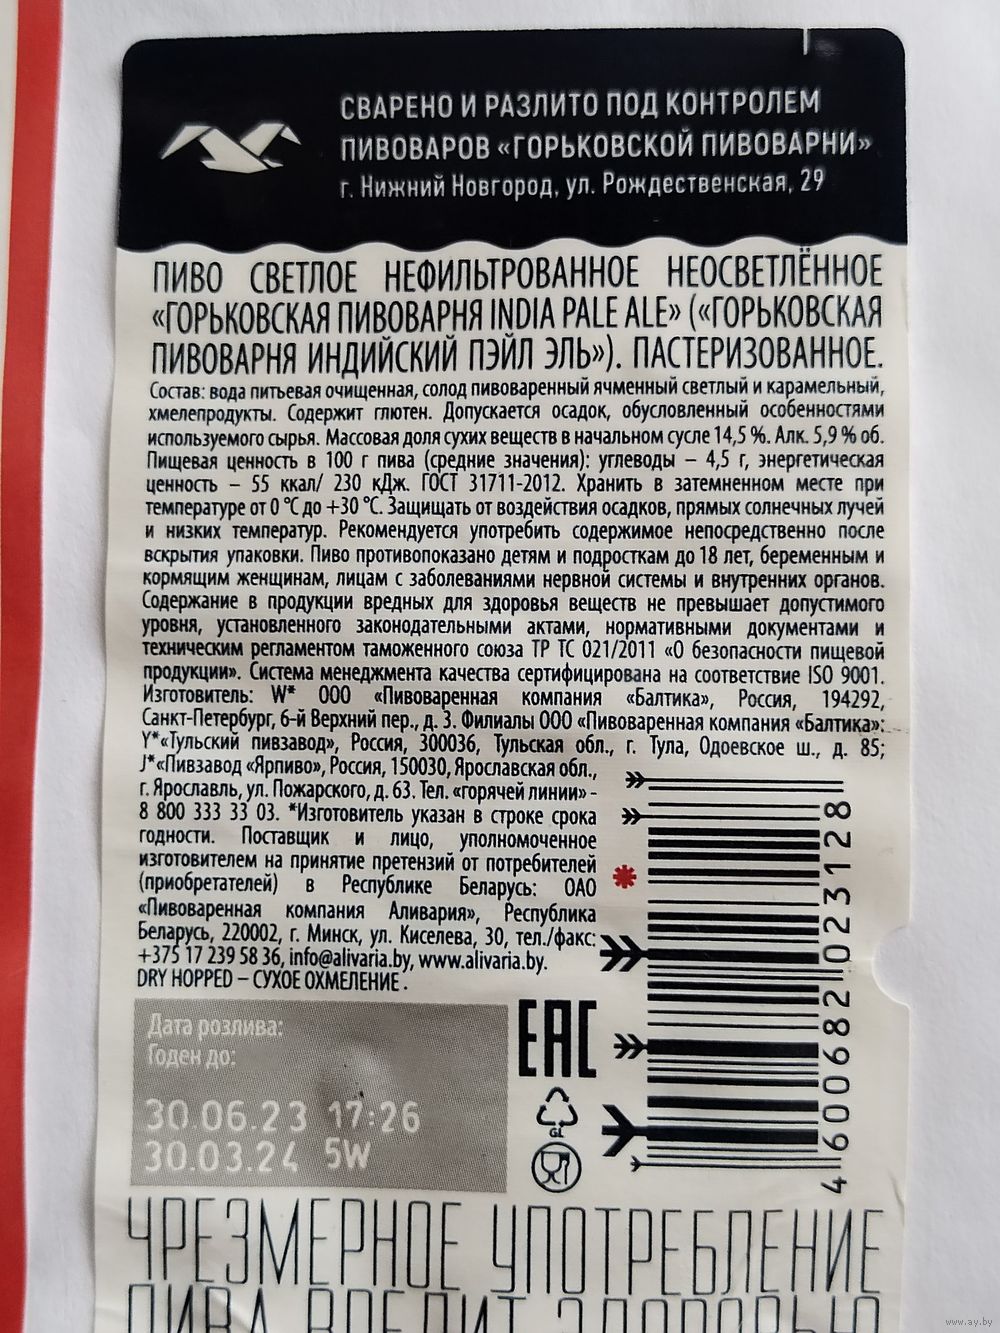 СВАРЕНО И РАЗЛИТО ПОД КОНТРОЛЕМ
ПИВОВАРОВ «ГОРЬКОВСКОЙ ПИВОВАРНИ»
г. Нижний Новгород, ул. Рождественская, 29
ПИВО СВЕТЛОЕ НЕФИЛЬТРОВАННОЕ НЕОСВЕТЛЁННОЕ
«ГОРЬКОВСКАЯ ПИВОВАРНЯ INDIA PALE ALE» («ГОРЬКОВСКАЯ
ПИВОВАРНЯ ИНДИЙСКИЙ ПЭЙЛ ЭЛЬ»). ПАСТЕРИЗОВАННОЕ.
Состав: вода питьевая очищенная, солод пивоваренный ячменный светлый и карамельный,
хмелепродукты. Содержит глютен. Допускается осадок, обусловленный особенностями
используемого сырья. Массовая доля сухих веществ в начальном сусле 14,5 %. Алк. 5,9 % об.
Пищевая ценность в 100 г пива (средние значения): углеводы – 4,5 г, энергетическая
ценность – 55 ккал/ 230 кДж. ГОСТ 31711-2012. Хранить в затемненном месте при
температуре от 0 °С до +30 °С. Защищать от воздействия осадков, прямых солнечных лучей
и низких температур. Рекомендуется употребить содержимое непосредственно после
вскрытия упаковки. Пиво противопоказано детям и подросткам до 18 лет, беременным и
кормящим женщинам, лицам с заболеваниями нервной системы и внутренних органов.
Содержание в продукции вредных для здоровья веществ не превышает допустимого
уровня, установленного законодательными актами, нормативными документами и
техническим регламентом таможенного союза ТР ТС 021/2011 «О безопасности пищевой
продукции». Система менеджмента качества сертифицирована на соответствие ISO 9001.
Изготовитель: W* ООО «Пивоваренная компания «Балтика», Россия, 194292,
Санкт-Петербург, 6-й Верхний пер., д. 3. Филиалы ООО «Пивоваренная компания «Балтика»:
Y*«Тульский пивзавод», Россия, 300036, Тульская обл., г. Тула, Одоевское ш., д. 85;
J*«Пивзавод «Ярпиво», Россия, 150030, Ярославская обл.,
г. Ярославль, ул. Пожарского, д. 63. Тел. «горячей линии» -
8 800 333 33 03. *Изготовитель указан в строке срока
годности. Поставщик и лицо, уполномоченное
изготовителем на принятие претензий от потребителей
(приобретателей) в Республике Беларусь: ОАО
«Пивоваренная компания Аливария», Республика
Беларусь, 220002, г. Минск, ул. Киселева, 30, тел./факс:
+375 17 239 58 36, info@alivaria.by, www.alivaria.by.
DRY HOPPED – СУХОЕ ОХМЕЛЕНИЕ.
4 600682 023128
EAC
GL
Дата розлива:
Годен до:
30.06.23 17:26
30.03.24 5W
ЧРЕЗМЕРНОЕ УПОТРЕБЛЕНИЕ
ПИВА ВРЕДИТ ЗДОРОВЬЮ
www.ay.by